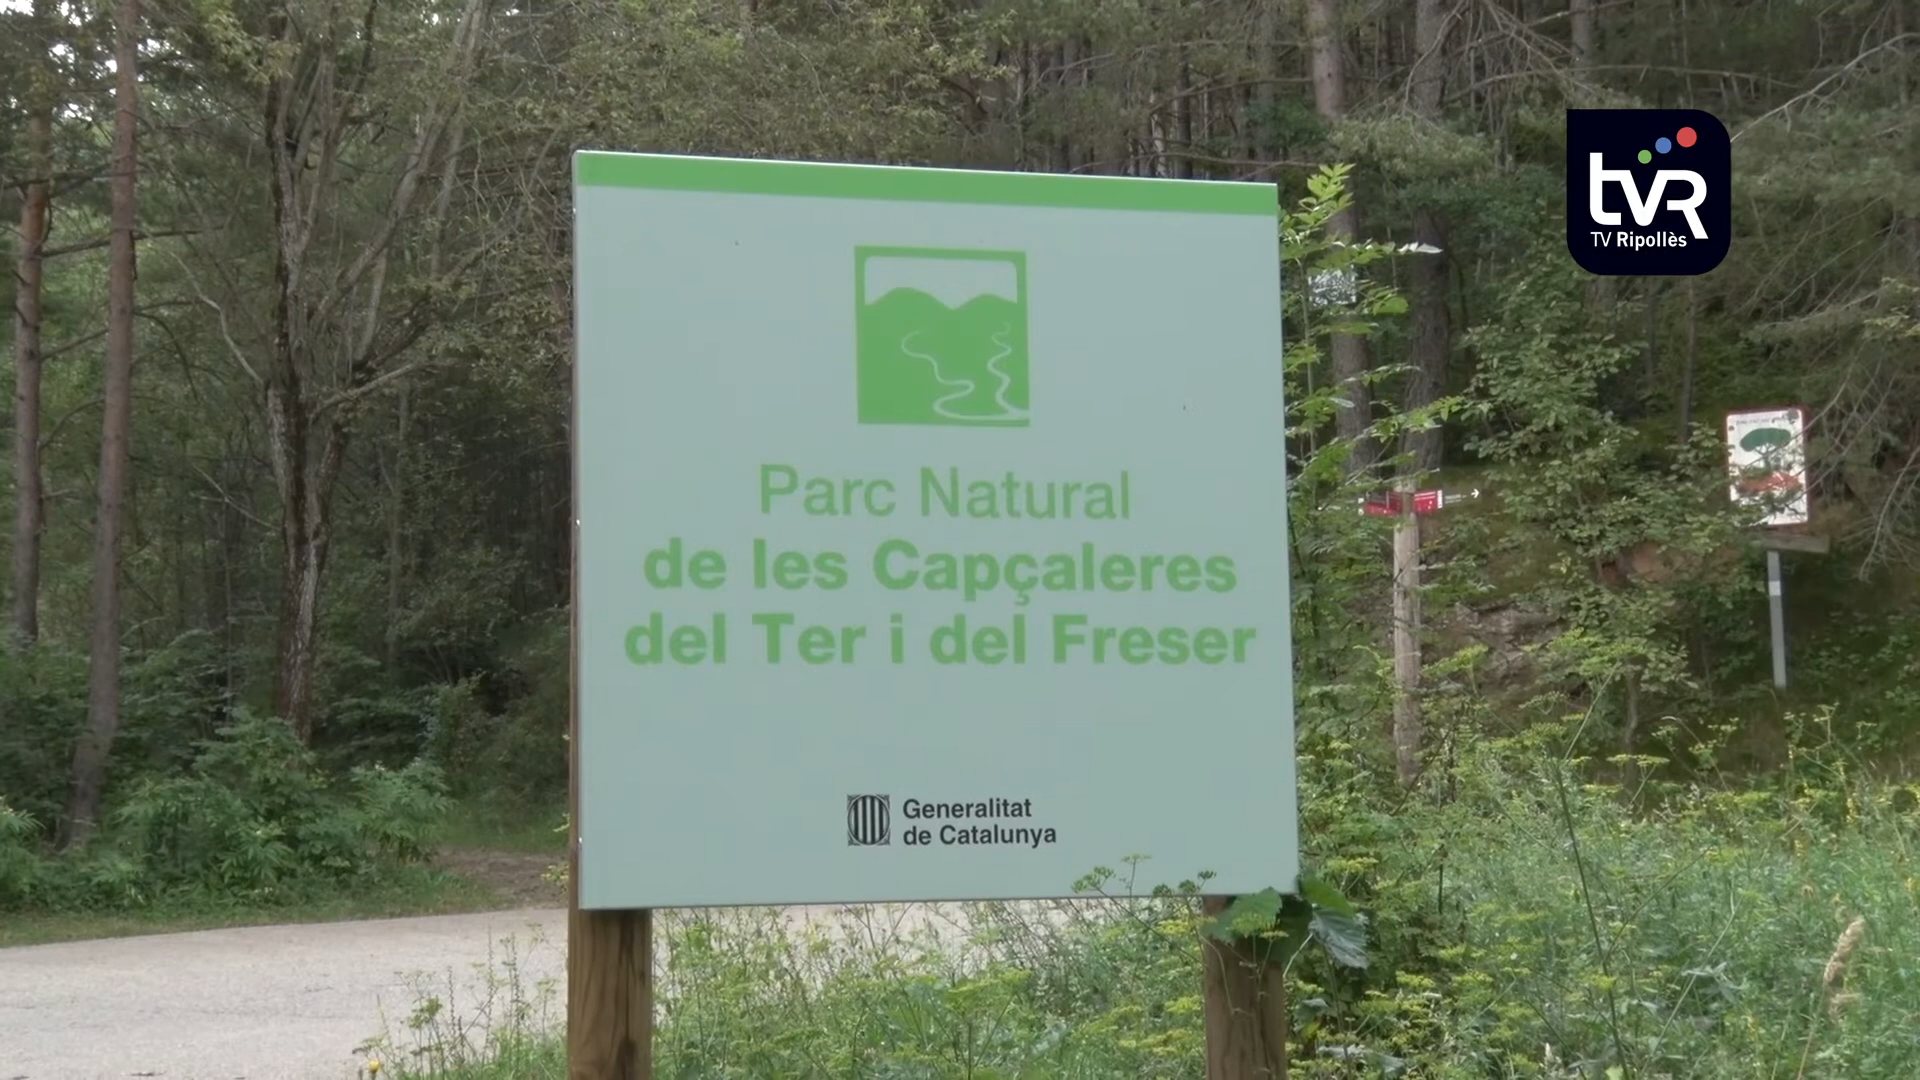 tvR
TV Ripollès
Parc Natural
de les Capçaleres
del Ter i del Freser
Generalitat
de Catalunya